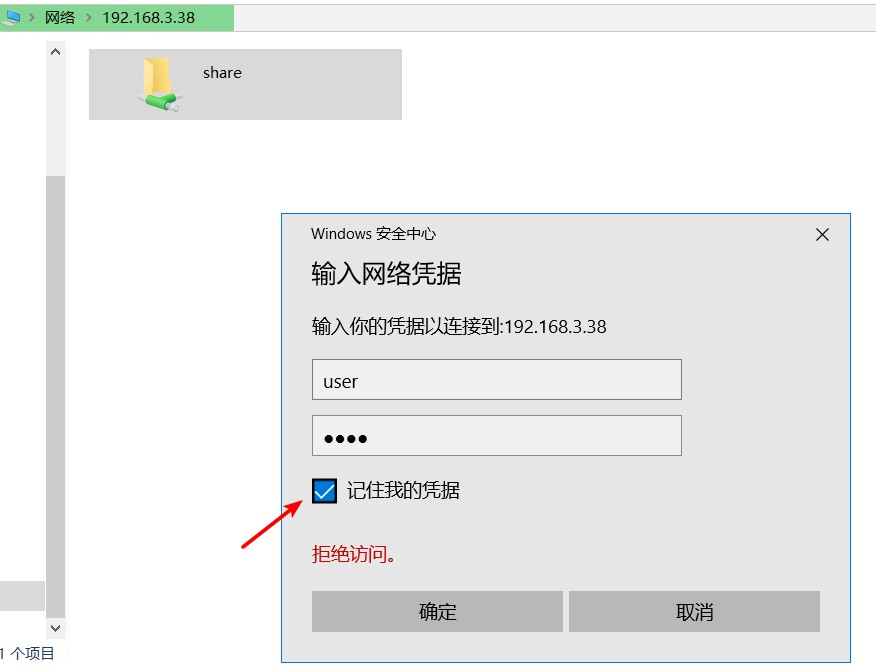 网络 192.168.3.38
share
Windows 安全中心
输入网络凭据
输入你的凭据以连接到:192.168.3.38
user
●●●●
记住我的凭据
拒绝访问。
确定 取消
1 个项目